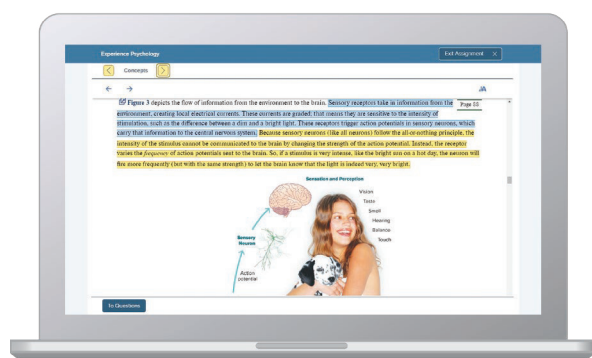 Experience Psychology
Exit Assignment X
Concepts
Figure 3 depicts the flow of information from the environment to the brain. Sensory receptors take in information from the
Page 55
environment, creating local electrical currents. These currents are graded; that means they are sensitive to the intensity of
stimulation, such as the difference between a dim and a bright light. These receptors trigger action potentials in sensory neurons, which
carry that information to the central nervous system. Because sensory neurons (like all neurons) follow the all-or-nothing principle, the
intensity of the stimulus cannot be communicated to the brain by changing the strength of the action potential. Instead, the receptor
varies the frequency of action potentials sent to the brain. So, if a stimulus is very intense, like the bright sun on a hot day, the neuron will
fire more frequently (but with the same strength) to let the brain know that the light is indeed very, very bright.
Sensation and Perception
Vision
Taste
Smell
Hearing
Balance
Touch
Sensory
Neuron
Action
potential
To Questions